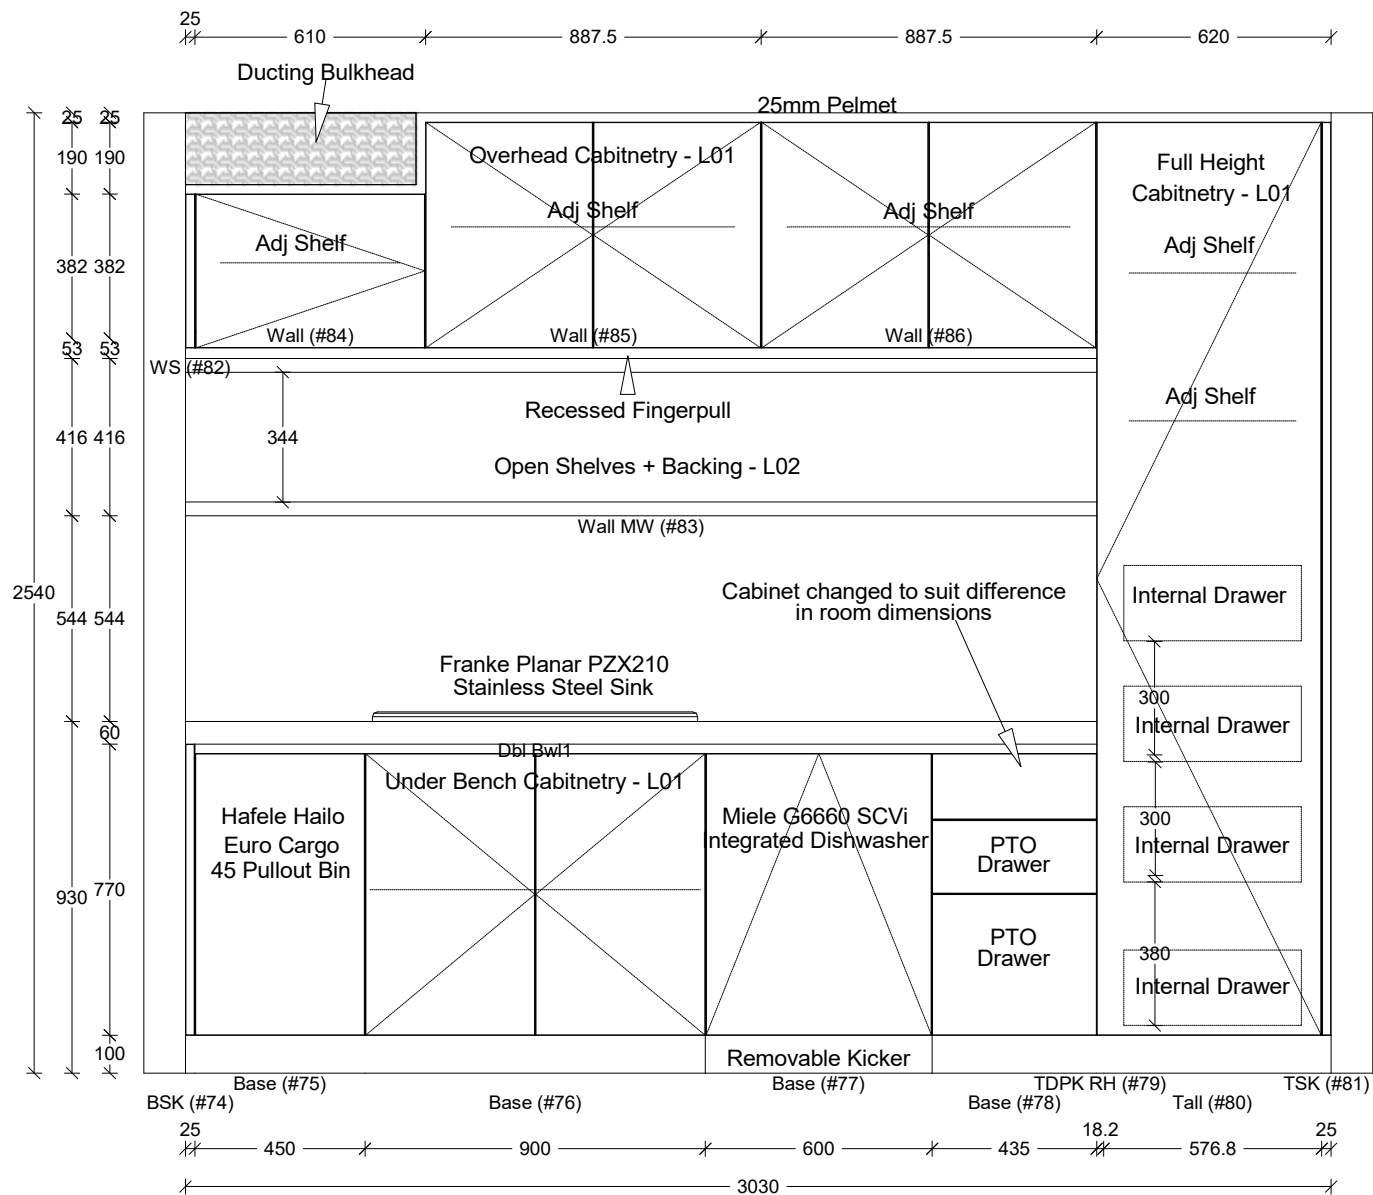 25
610
887.5
887.5
620
Ducting Bulkhead
25mm Pelmet
25
25
190
190
Overhead Cabitnetry - L01
Full Height
Cabitnetry - L01
Adj Shelf
Adj Shelf
Adj Shelf
Adj Shelf
382
382
Wall (#84)
Wall (#85)
Wall (#86)
53
53
WS (#82)
Adj Shelf
Recessed Fingerpull
416
416
344
Open Shelves + Backing - L02
Wall MW (#83)
2540
Cabinet changed to suit difference
in room dimensions
Internal Drawer
544
544
Franke Planar PZX210
Stainless Steel Sink
300
Internal Drawer
60
Dbl Bwl1
Under Bench Cabitnetry - L01
Hafele Hailo
Euro Cargo
45 Pullout Bin
Miele G6660 SCVi
Integrated Dishwasher
PTO
Drawer
300
Internal Drawer
930
770
PTO
Drawer
380
Internal Drawer
100
Removable Kicker
Base (#75)
Base (#77)
TDPK RH (#79)
TSK (#81)
BSK (#74)
Base (#76)
Base (#78)
Tall (#80)
25
450
900
600
435
18.2
576.8
25
3030